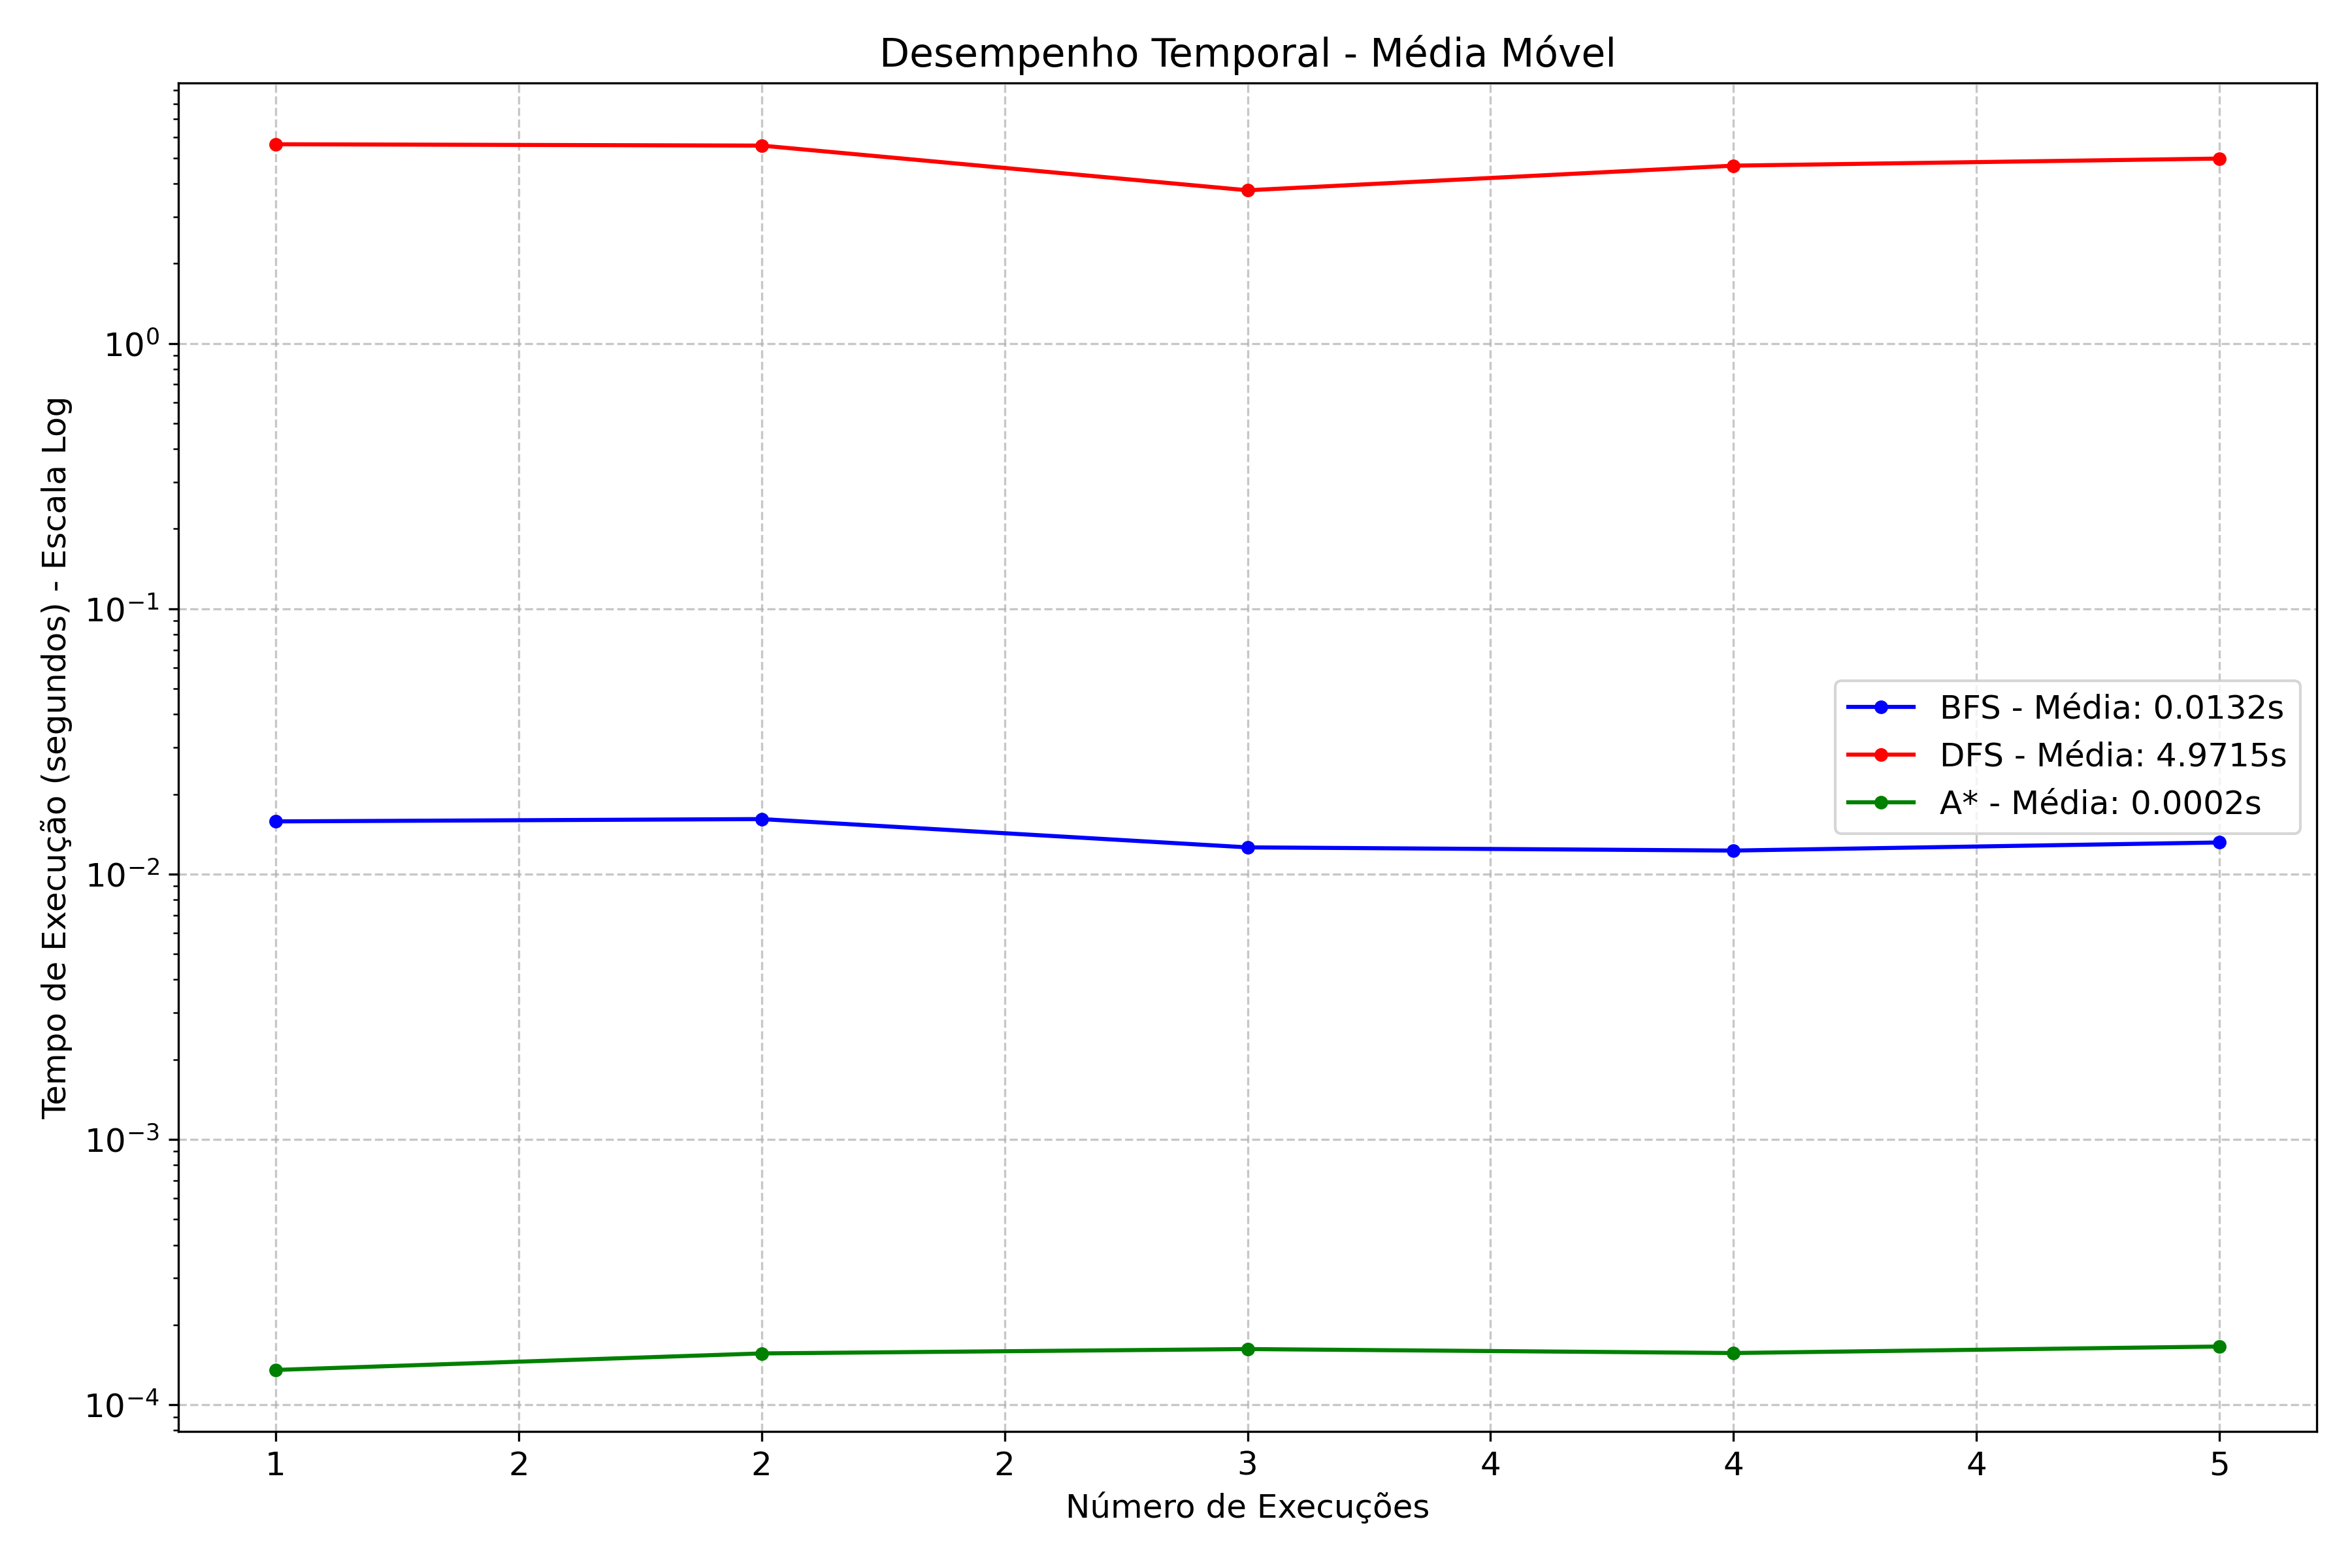 Desempenho Temporal - Média Móvel
Tempo de Execução (segundos) - Escala Log
10⁰
10⁻¹
10⁻²
10⁻³
10⁻⁴
BFS - Média: 0.0132s
DFS - Média: 4.9715s
A* - Média: 0.0002s
1 2 2 2 3 4 4 4 5
Número de Execuções